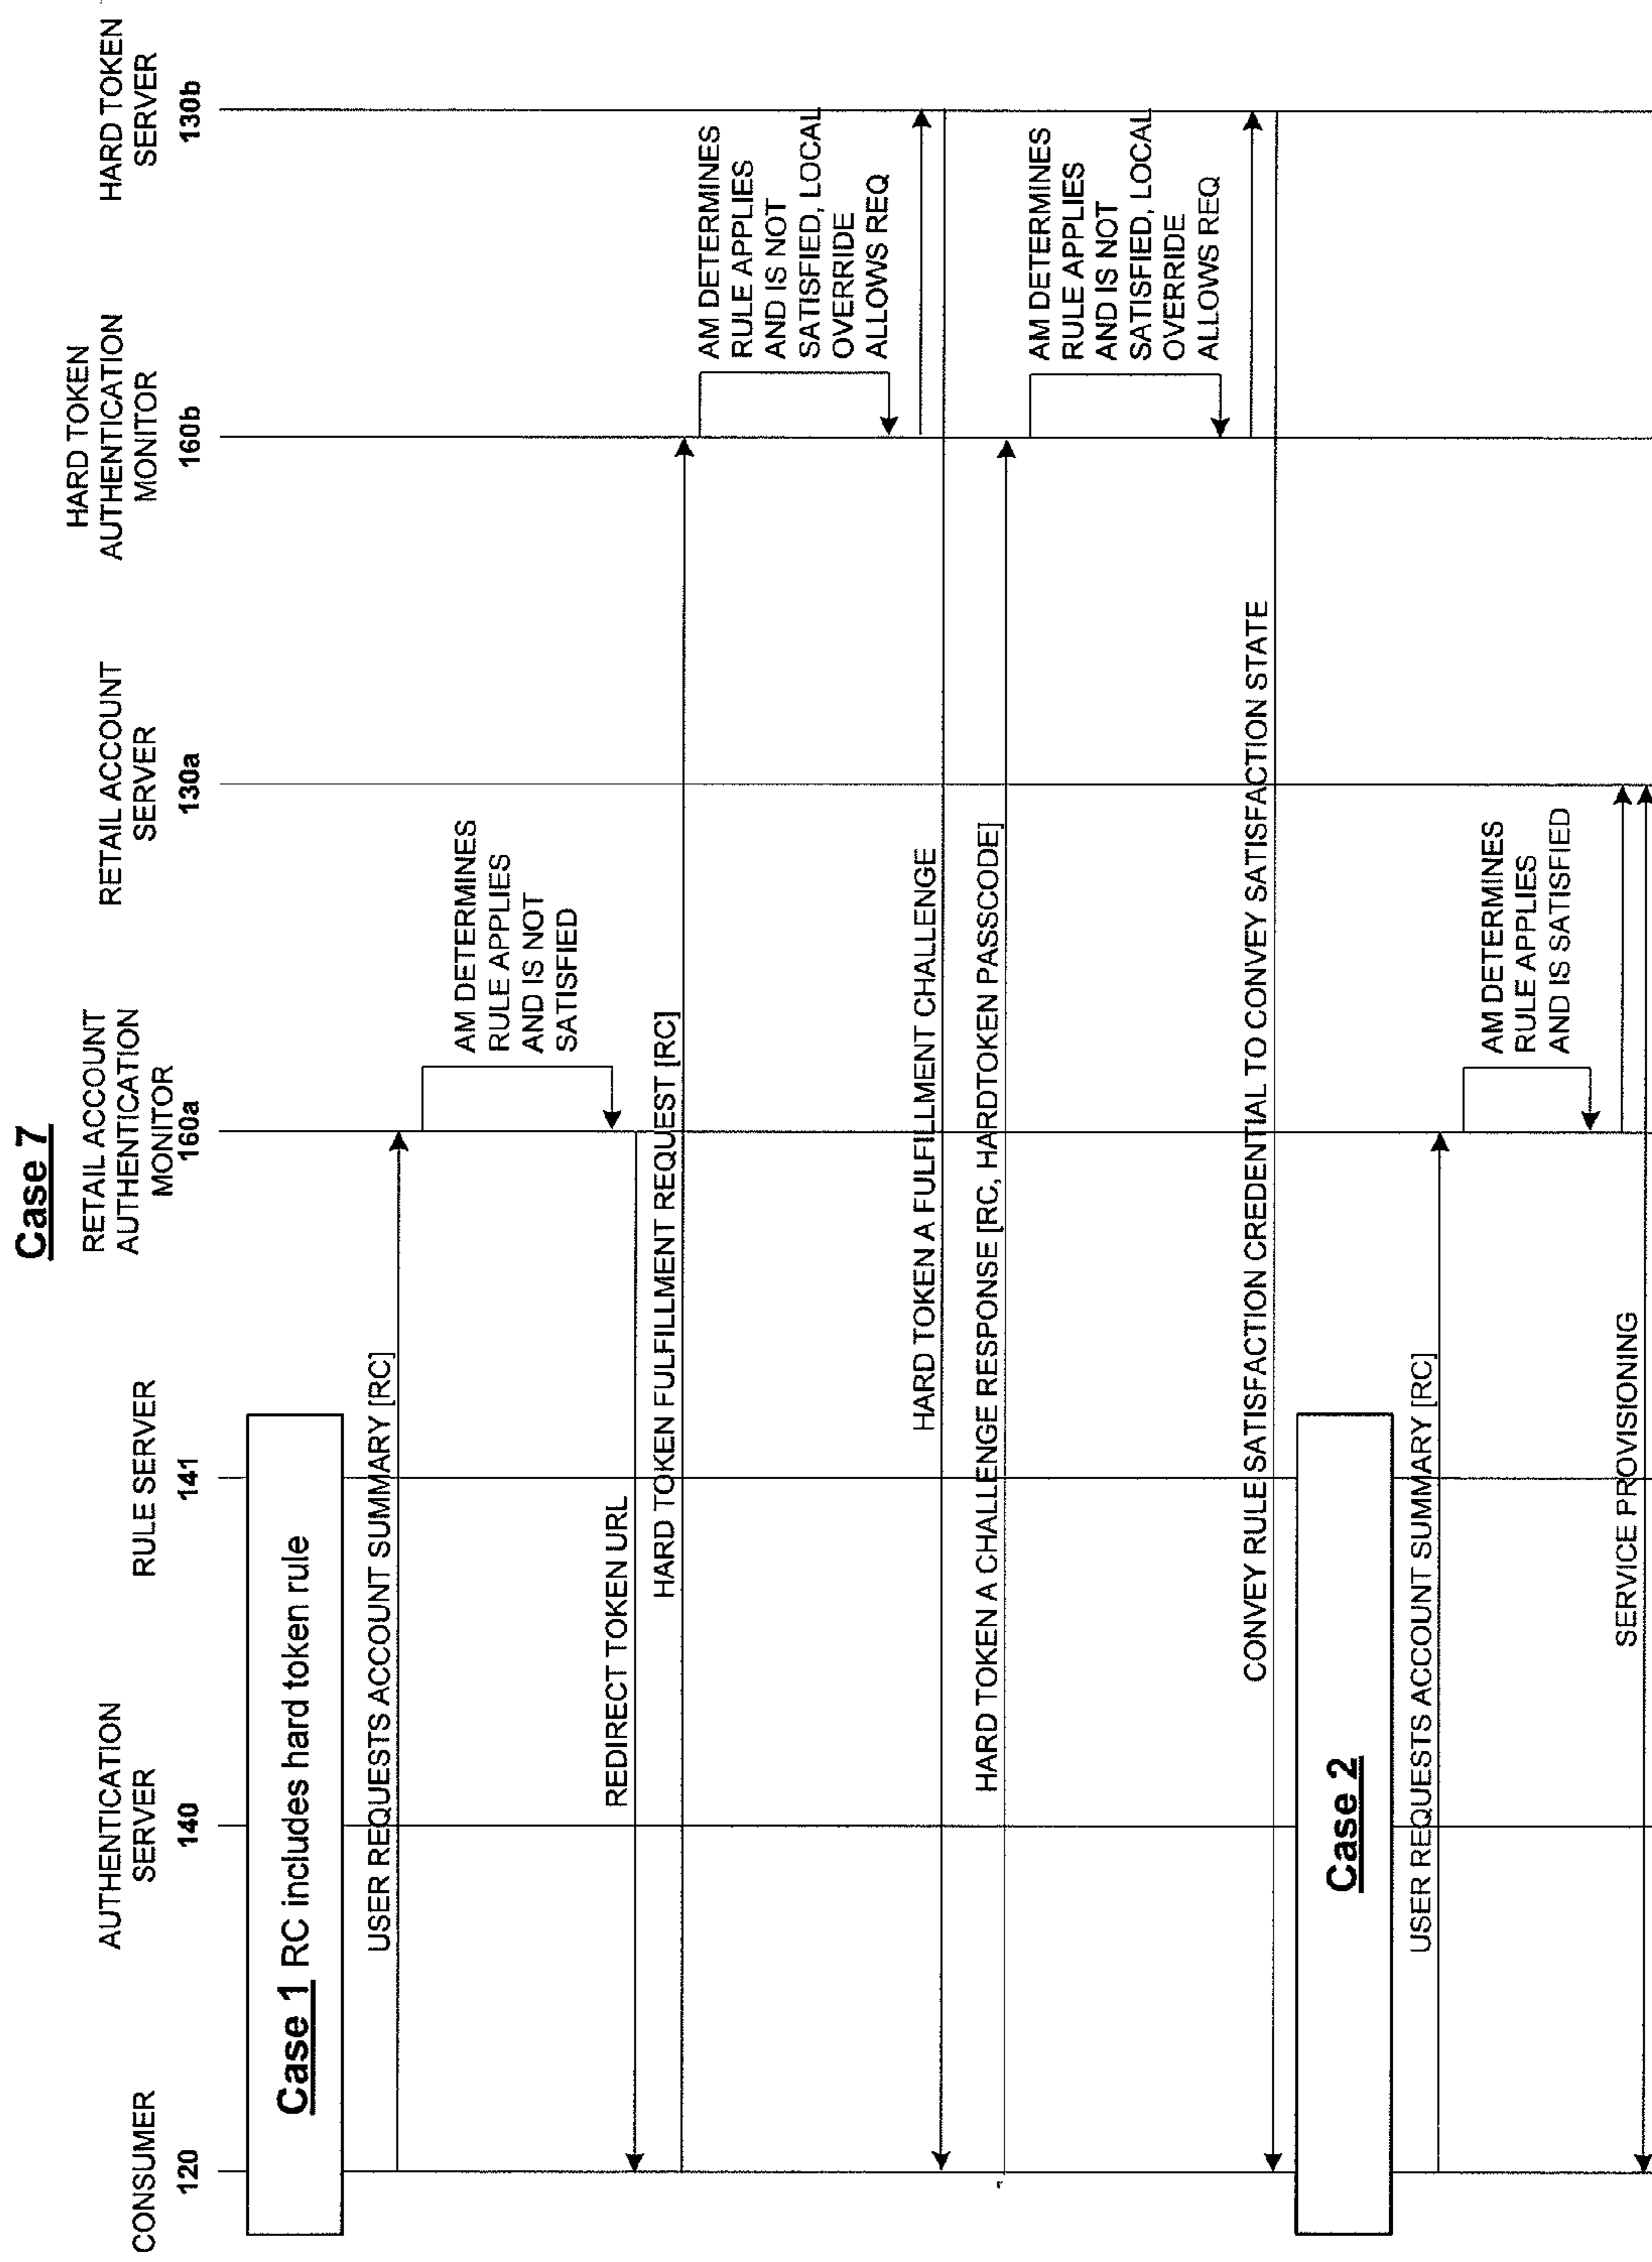 Case 7
CONSUMER
120
AUTHENTICATION
SERVER
140
RULE SERVER
141
RETAIL ACCOUNT
AUTHENTICATION
MONITOR
160a
RETAIL ACCOUNT
SERVER
130a
HARD TOKEN
AUTHENTICATION
MONITOR
160b
HARD TOKEN
SERVER
130b
Case 1 RC includes hard token rule
USER REQUESTS ACCOUNT SUMMARY [RC]
AM DETERMINES
RULE APPLIES
AND IS NOT
SATISFIED
REDIRECT TOKEN URL
HARD TOKEN FULFILLMENT REQUEST [RC]
AM DETERMINES
RULE APPLIES
AND IS NOT
SATISFIED, LOCAL
OVERRIDE
ALLOWS REQ
HARD TOKEN A FULFILLMENT CHALLENGE
HARD TOKEN A CHALLENGE RESPONSE [RC, HARDTOKEN PASSCODE]
AM DETERMINES
RULE APPLIES
AND IS NOT
SATISFIED, LOCAL
OVERRIDE
ALLOWS REQ
CONVEY RULE SATISFACTION CREDENTIAL TO CONVEY SATISFACTION STATE
Case 2
USER REQUESTS ACCOUNT SUMMARY [RC]
AM DETERMINES
RULE APPLIES
AND IS SATISFIED
SERVICE PROVISIONING